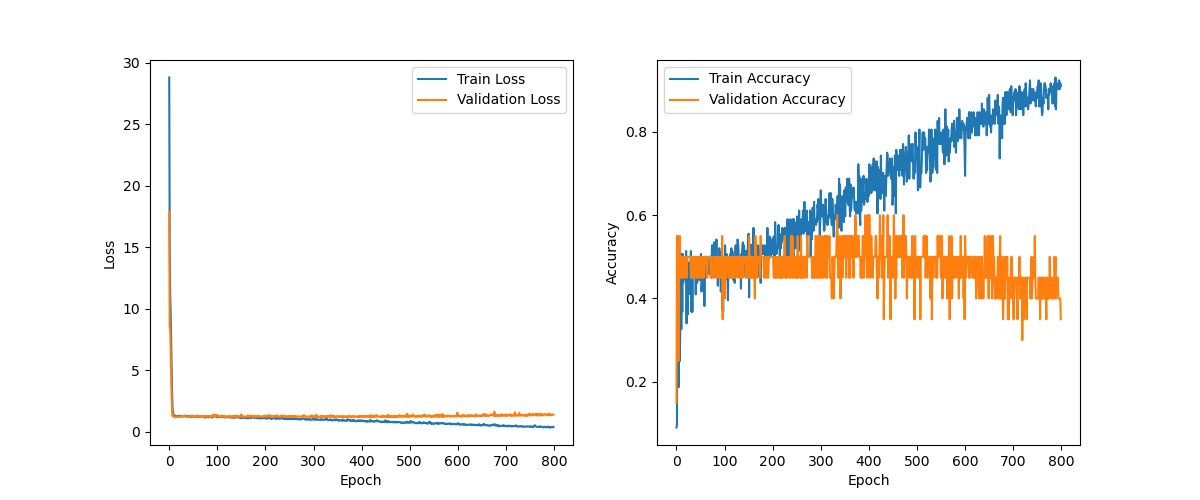 30
25
20
15
10
5
0
Loss
0 100 200 300 400 500 600 700 800
Epoch
Train Loss
Validation Loss
0.8
0.6
0.4
0.2
Accuracy
0 100 200 300 400 500 600 700 800
Epoch
Train Accuracy
Validation Accuracy